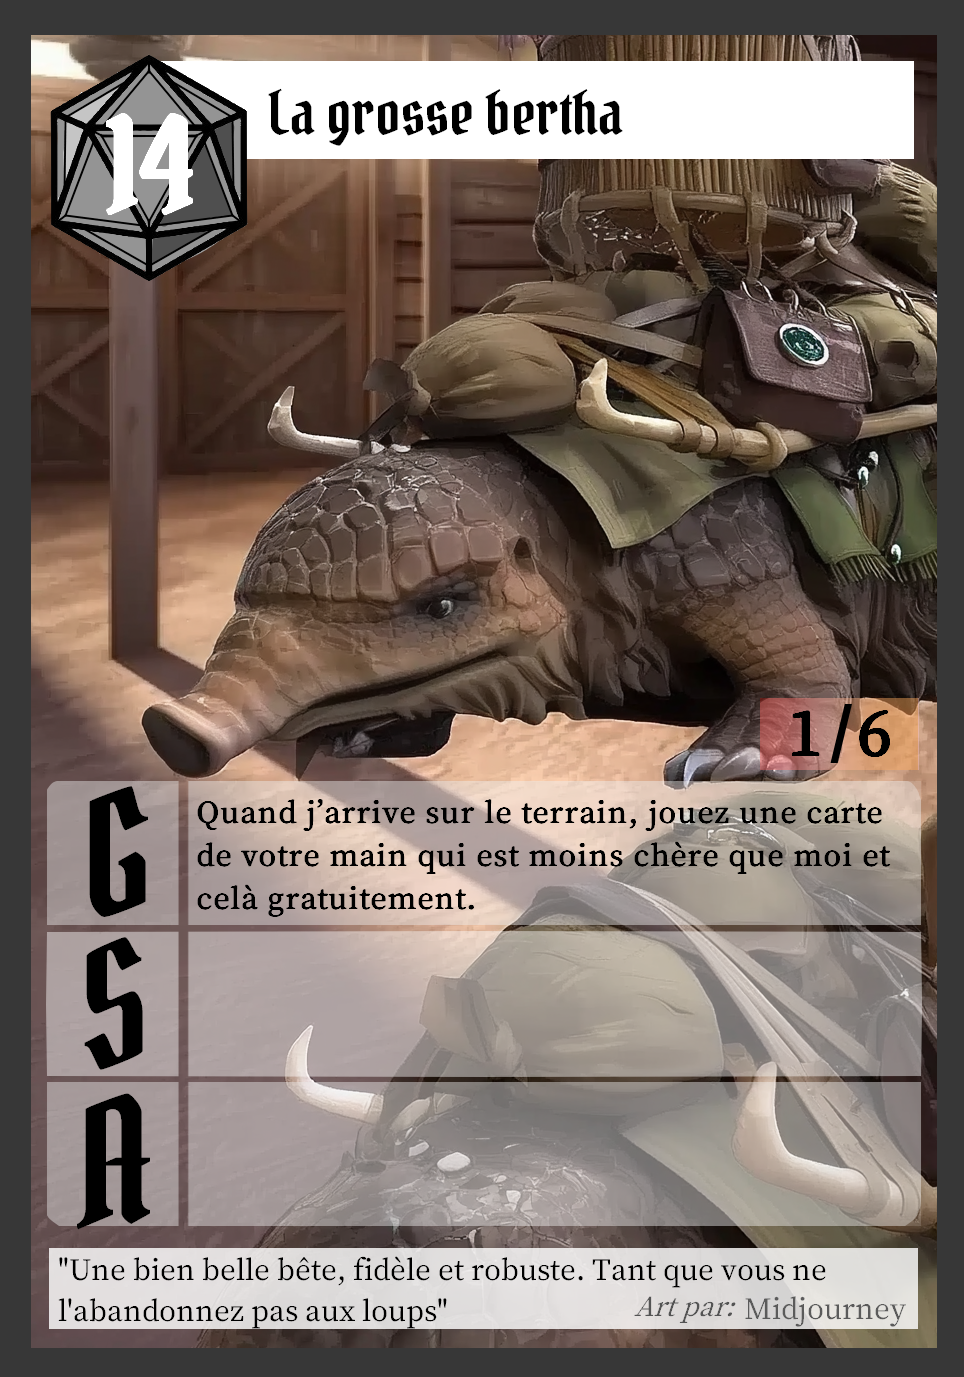 14
La grosse bertha
1/6
G
Quand j’arrive sur le terrain, jouez une carte
de votre main qui est moins chère que moi et
celà gratuitement.
S
A
"Une bien belle bête, fidèle et robuste. Tant que vous ne
l'abandonnez pas aux loups"
Art par: Midjourney